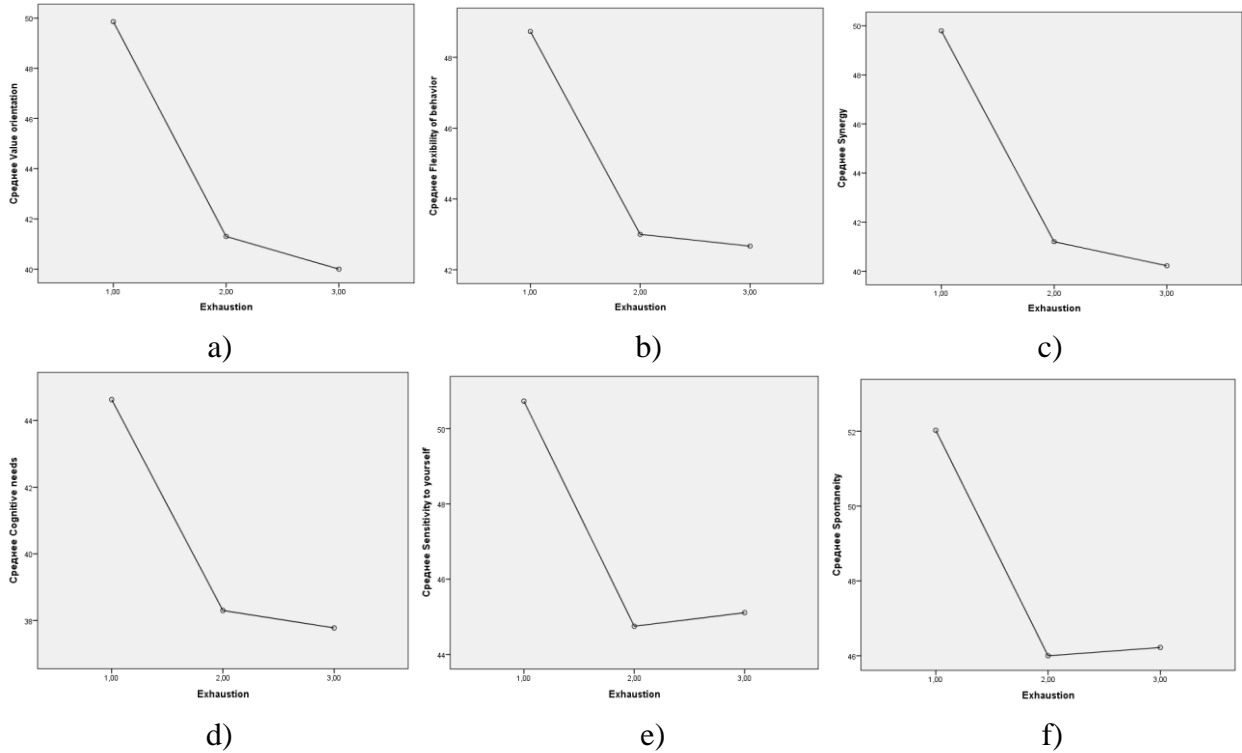 50
48
46
44
42
40
Среднее Value orientation
1,00
2,00
3,00
Exhaustion
a)
48
46
44
42
Среднее Flexibility of behavior
1,00
2,00
3,00
Exhaustion
b)
50
48
46
44
42
40
Среднее Synergy
1,00
2,00
3,00
Exhaustion
c)
44
42
40
38
Среднее Cognitive needs
1,00
2,00
3,00
Exhaustion
d)
50
48
46
44
Среднее Sensitivity to yourself
1,00
2,00
3,00
Exhaustion
e)
52
50
48
46
Среднее Spontaneity
1,00
2,00
3,00
Exhaustion
f)